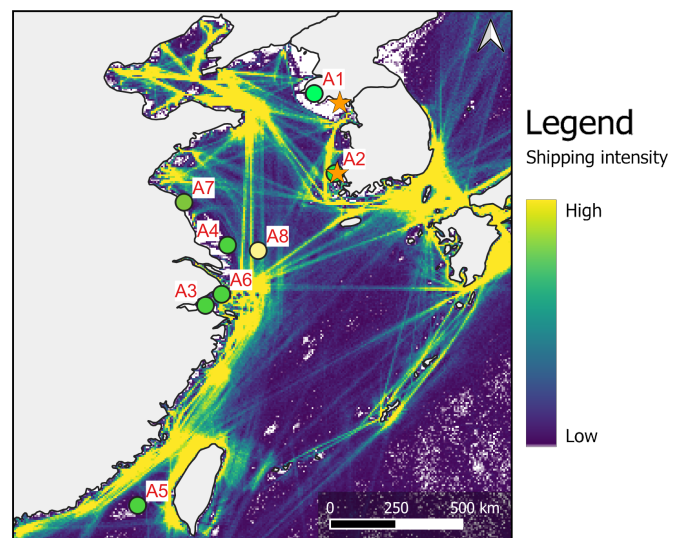 A1
A2
A7
A4
A8
A6
A3
A5
0 250 500 km
Legend
Shipping intensity
High
Low